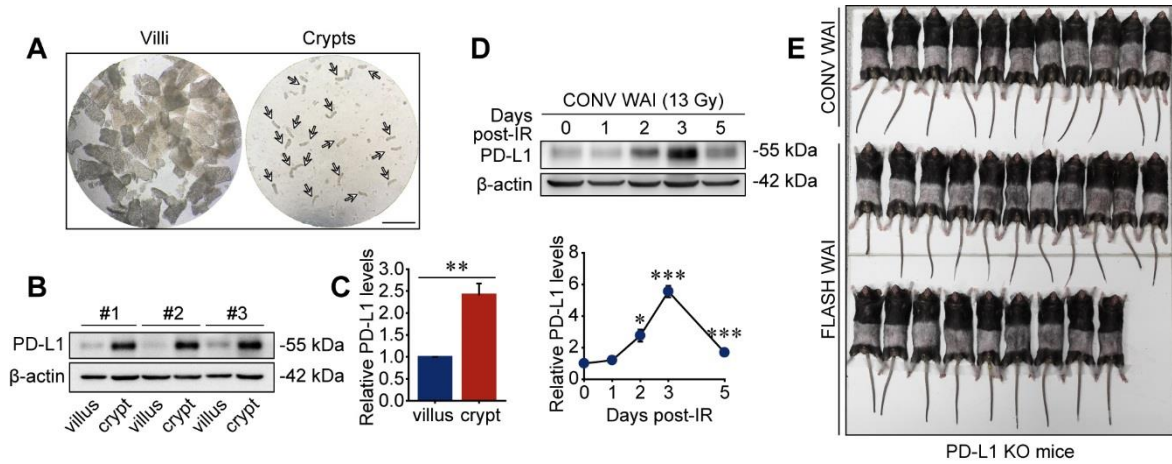 A
Villi
Crypts
B
#1 #2 #3
PD-L1
-55 kDa
β-actin
-42 kDa
villus crypt villus crypt villus crypt
C
Relative PD-L1 levels
**
3.0
2.5
2.0
1.5
1.0
0.5
0.0
villus crypt
D
CONV WAI (13 Gy)
Days
post-IR
0 1 2 3 5
PD-L1
-55 kDa
β-actin
-42 kDa
Relative PD-L1 levels
8
6
4
2
0
*
***
***
0 1 2 3 5
Days post-IR
E
CONV WAI
FLASH WAI
PD-L1 KO mice